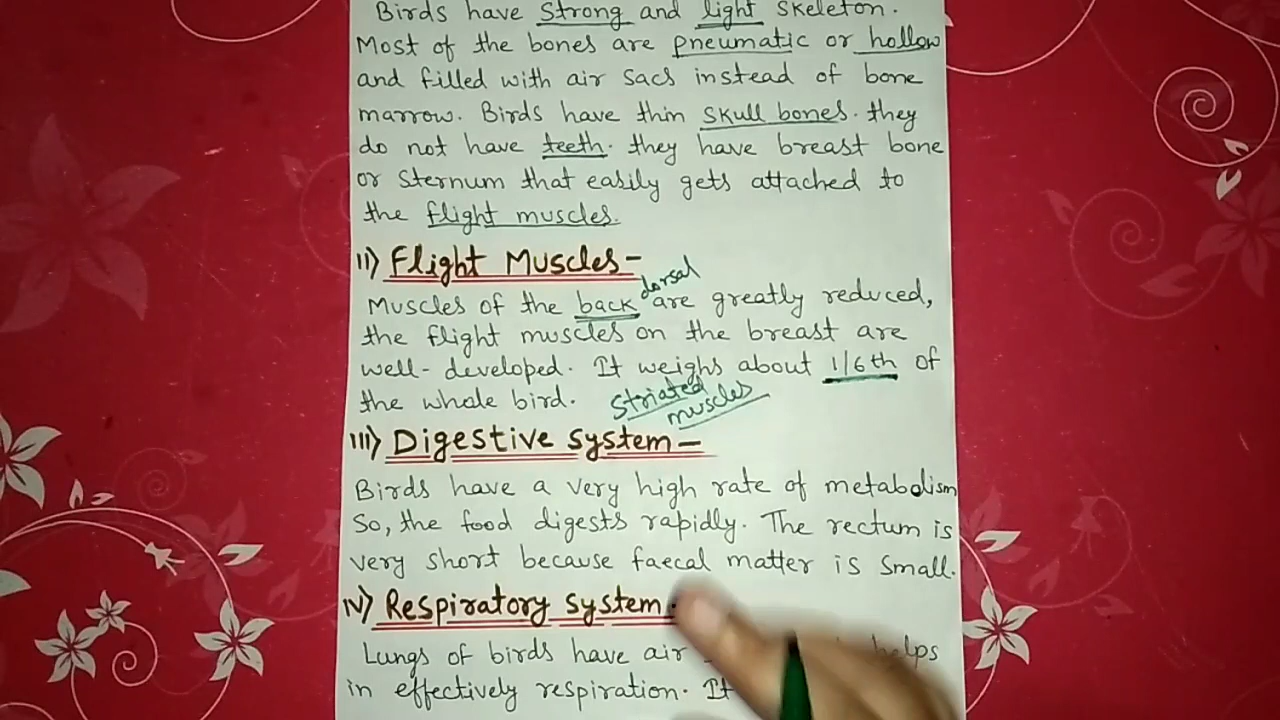 Birds have strong and light skeleton.
Most of the bones are pneumatic or hollow
and filled with air sacs instead of bone
marrow. Birds have thin skull bones. they
do not have teeth. they have breast bone
or sternum that easily gets attached to
the flight muscles.
II) Flight Muscles-
dorsal
Muscles of the back are greatly reduced,
the flight muscles on the breast are
well-developed. It weighs about 1/6th of
the whole bird.
Striated
muscles
III) Digestive system-
Birds have a very high rate of metabolism
So, the food digests rapidly. The rectum is
very short because faecal matter is small.
IV) Respiratory system-
Lungs of birds have air helps
in effectively respiration. It